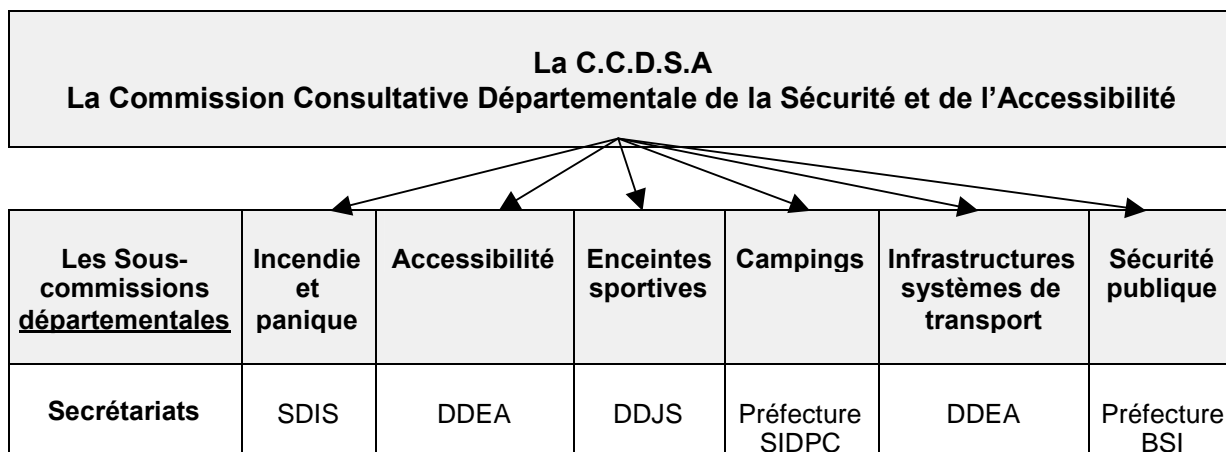 La C.C.D.S.A
La Commission Consultative Départementale de la Sécurité et de l'Accessibilité
Les Sous-
commissions
départementales
Incendie
et
panique
Accessibilité
Enceintes
sportives
Campings
Infrastructures
systèmes de
transport
Sécurité
publique
Secrétariats
SDIS
DDEA
DDJS
Préfecture
SIDPC
DDEA
Préfecture
BSI